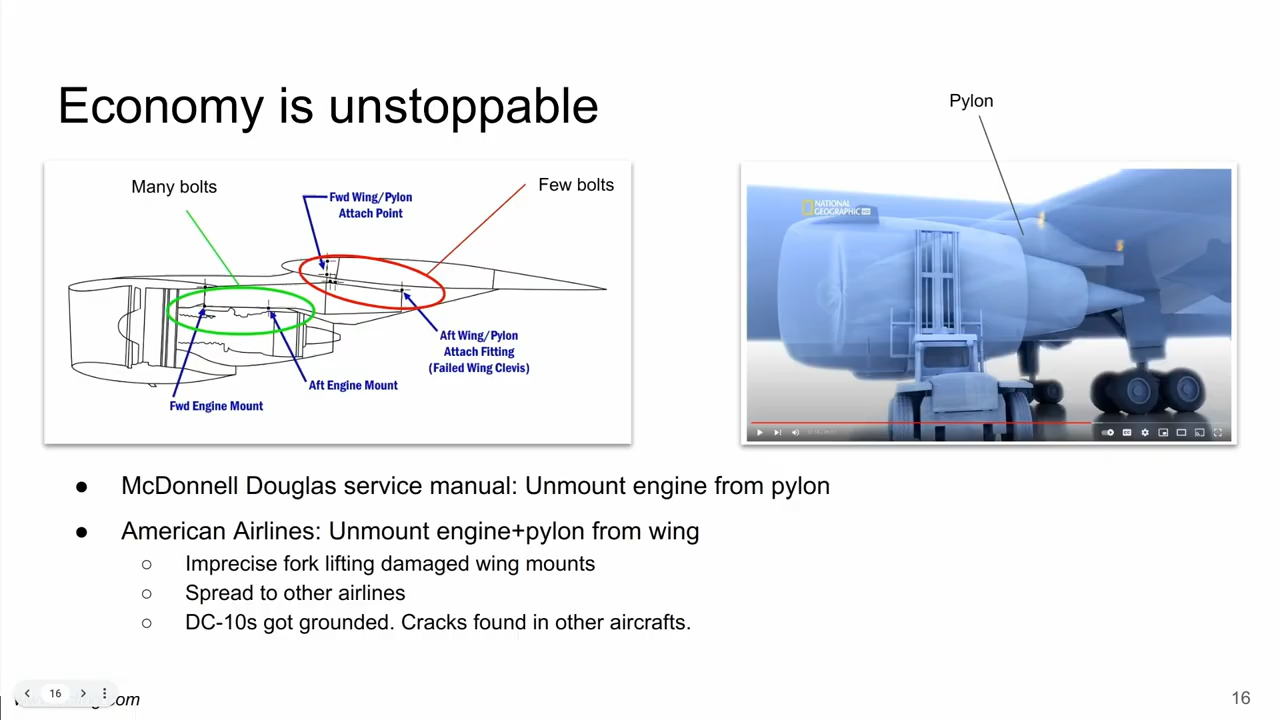 Economy is unstoppable
Pylon
Many bolts
Few bolts
Fwd Wing/Pylon
Attach Point
Aft Wing/Pylon
Attach Fitting
(Failed Wing Clevis)
Aft Engine Mount
Fwd Engine Mount
NATIONAL
GEOGRAPHIC HD
● McDonnell Douglas service manual: Unmount engine from pylon
● American Airlines: Unmount engine+pylon from wing
○ Imprecise fork lifting damaged wing mounts
○ Spread to other airlines
○ DC-10s got grounded. Cracks found in other aircrafts.
16
16